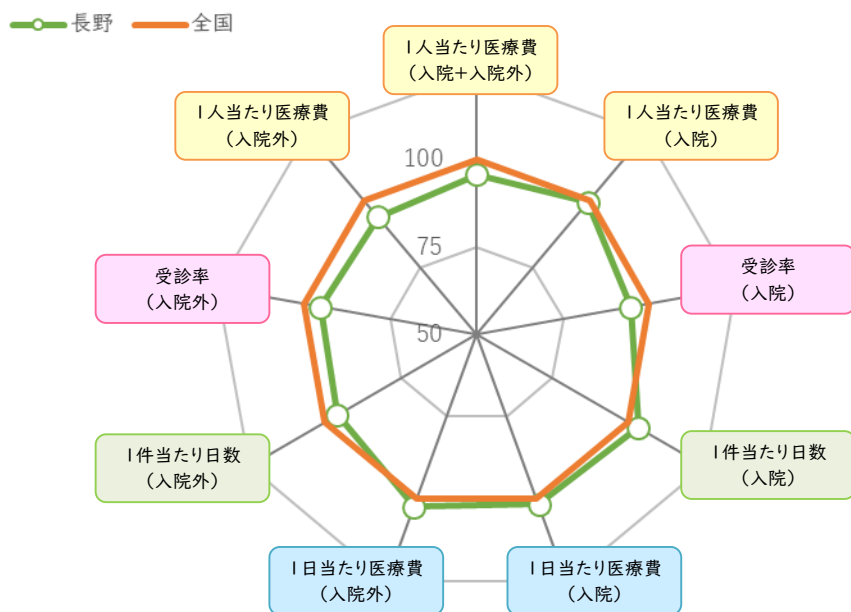 長野
全国
1人当たり医療費
（入院+入院外）
1人当たり医療費
（入院外）
1人当たり医療費
（入院）
100
75
50
受診率
（入院外）
受診率
（入院）
1件当たり日数
（入院外）
1件当たり日数
（入院）
1日当たり医療費
（入院外）
1日当たり医療費
（入院）